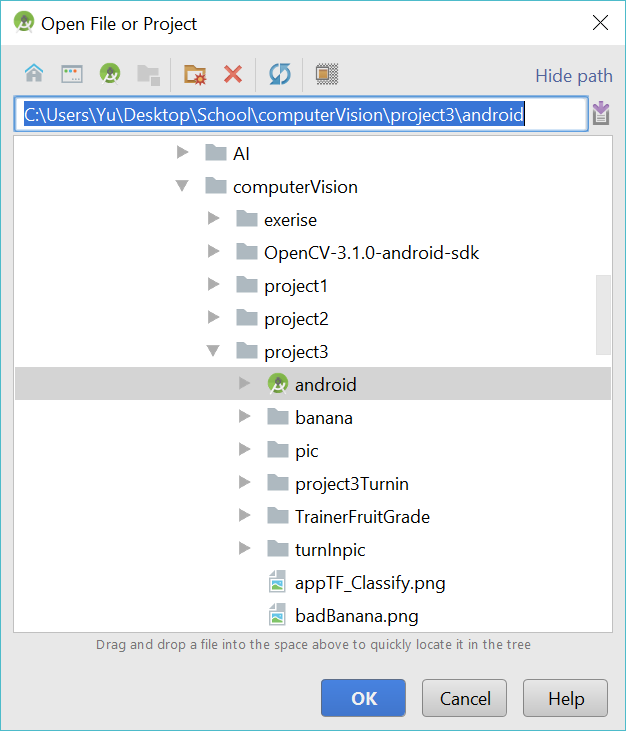 Open File or Project
Hide path
C:\Users\Yu\Desktop\School\computerVision\project3\android
AI
computerVision
exerise
OpenCV-3.1.0-android-sdk
project1
project2
project3
android
banana
pic
project3Turnin
TrainerFruitGrade
turnInpic
appTF_Classify.png
badBanana.png
Drag and drop a file into the space above to quickly locate it in the tree
OK Cancel Help